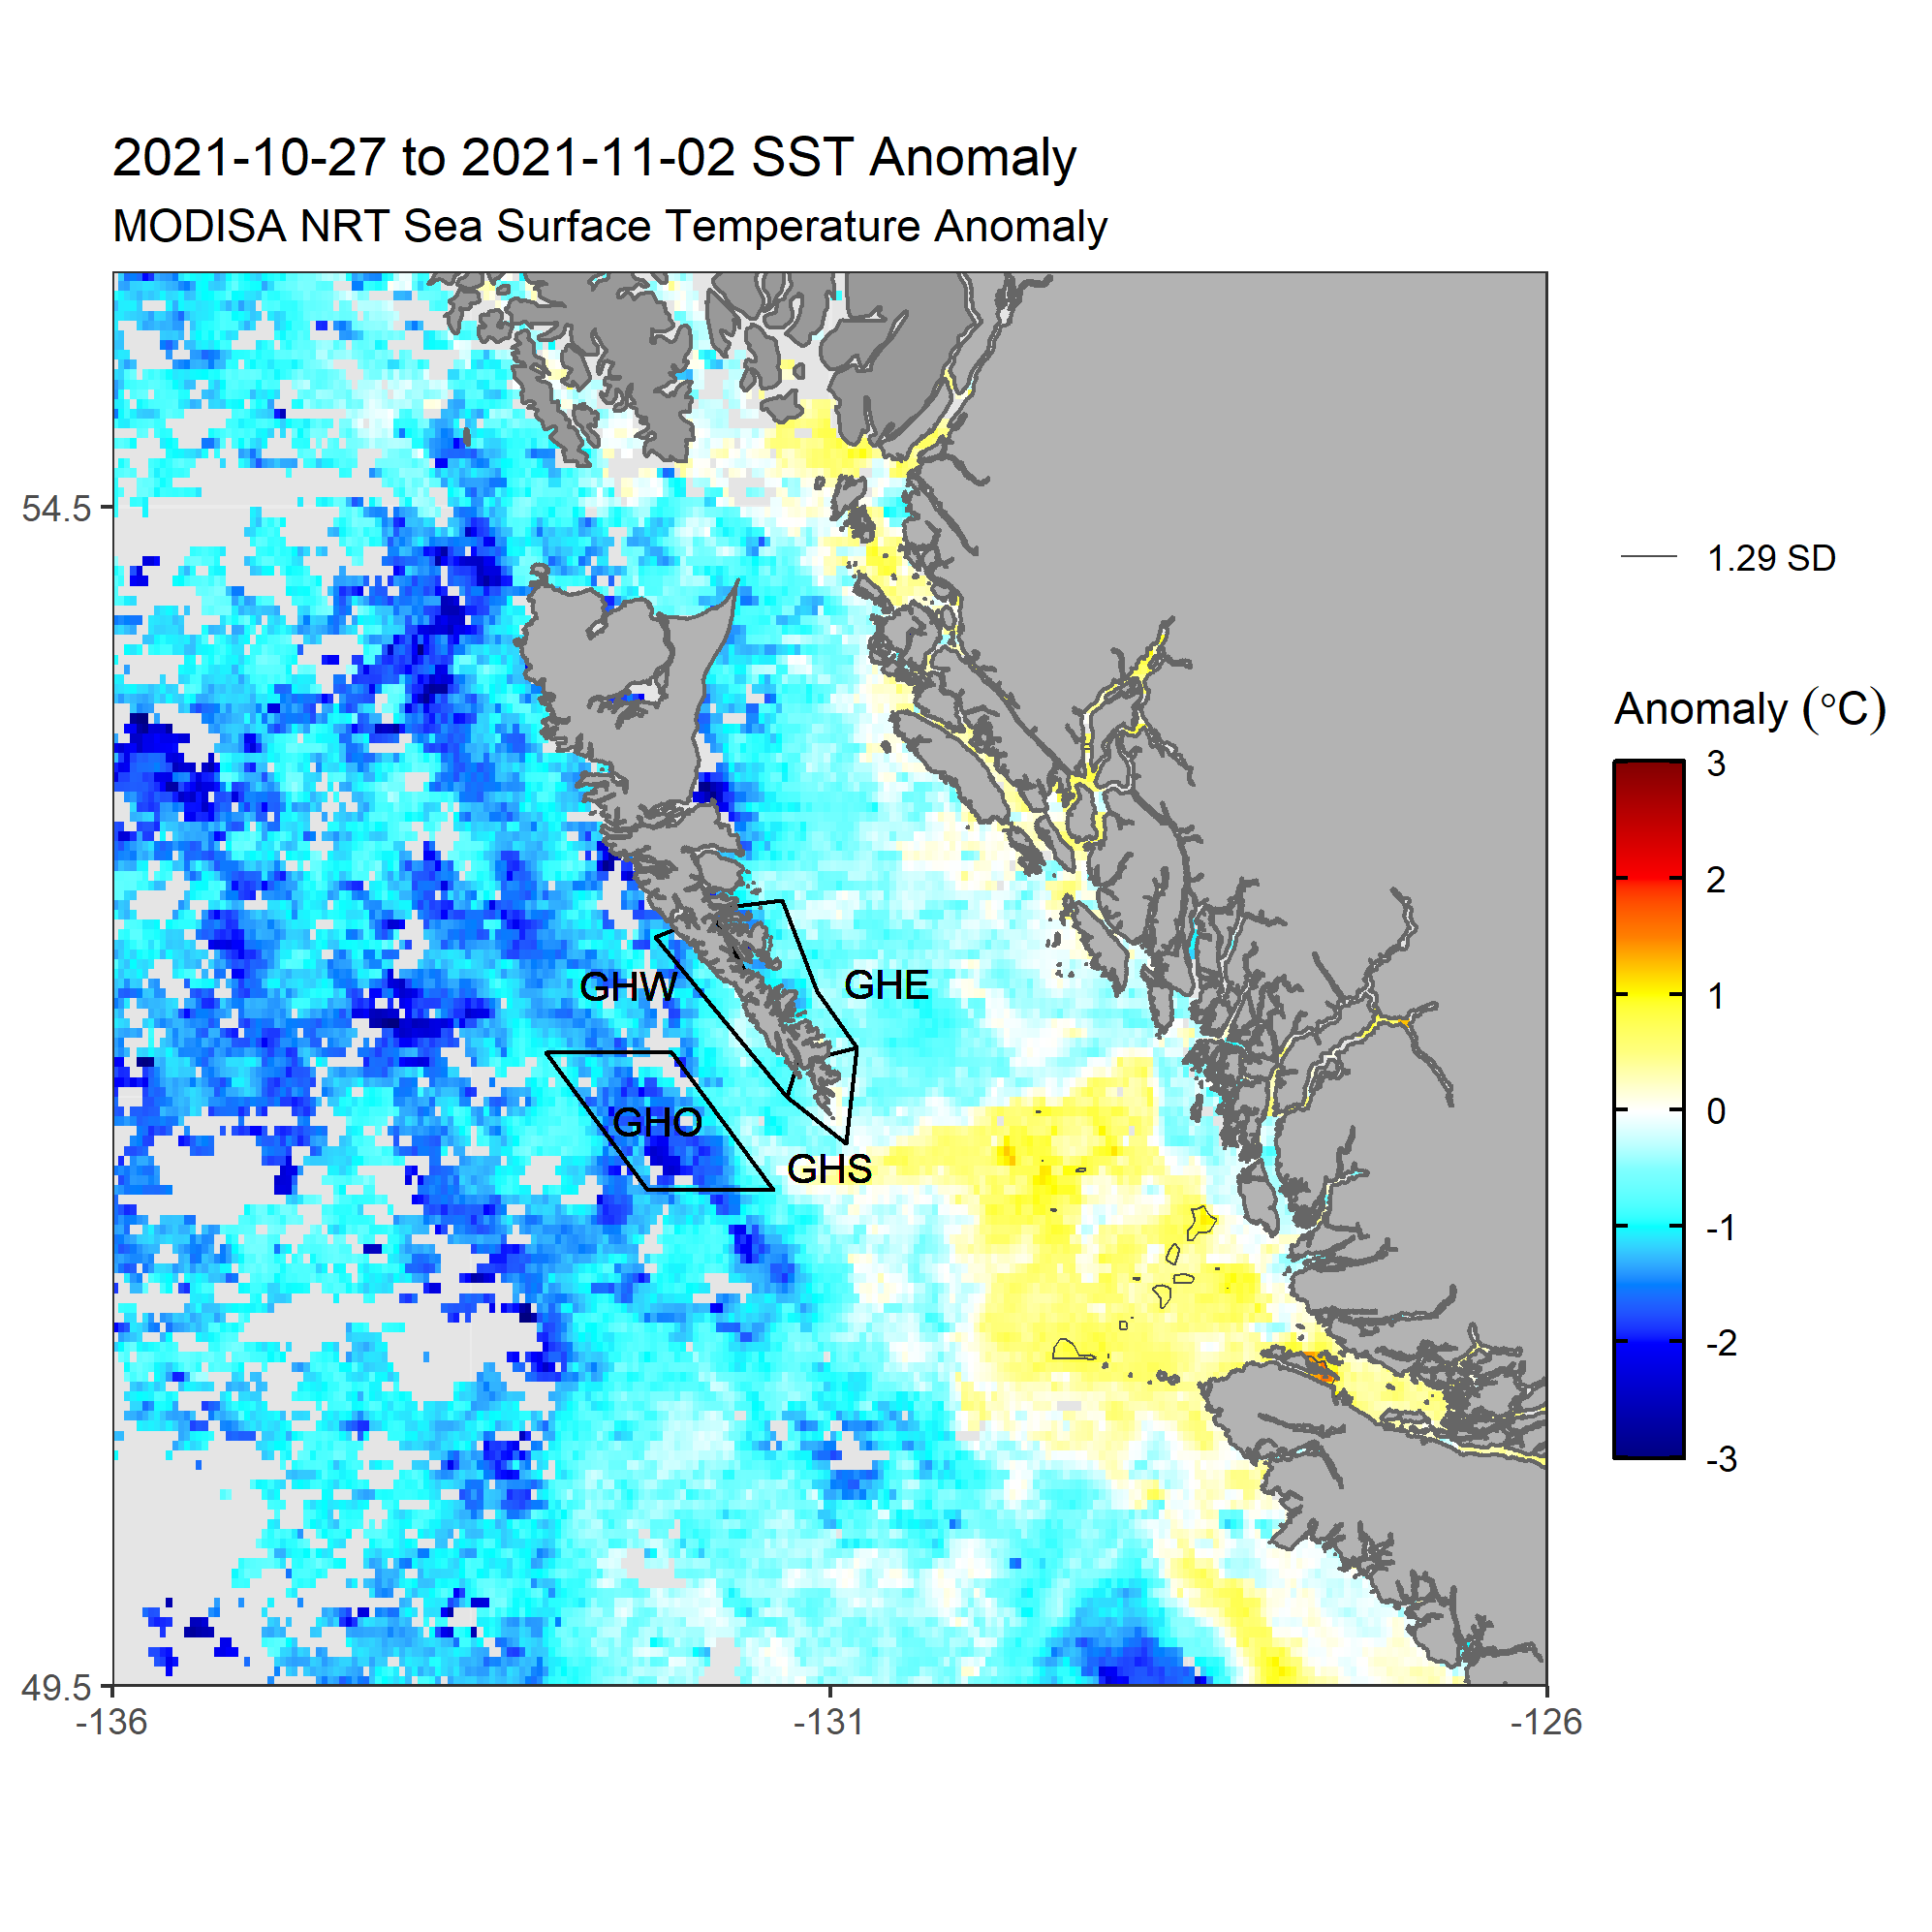 2021-10-27 to 2021-11-02 SST Anomaly
MODISA NRT Sea Surface Temperature Anomaly
54.5
49.5
-136
-131
-126
GHW
GHE
GHO
GHS
1.29 SD
Anomaly (°C)
3
2
1
0
-1
-2
-3